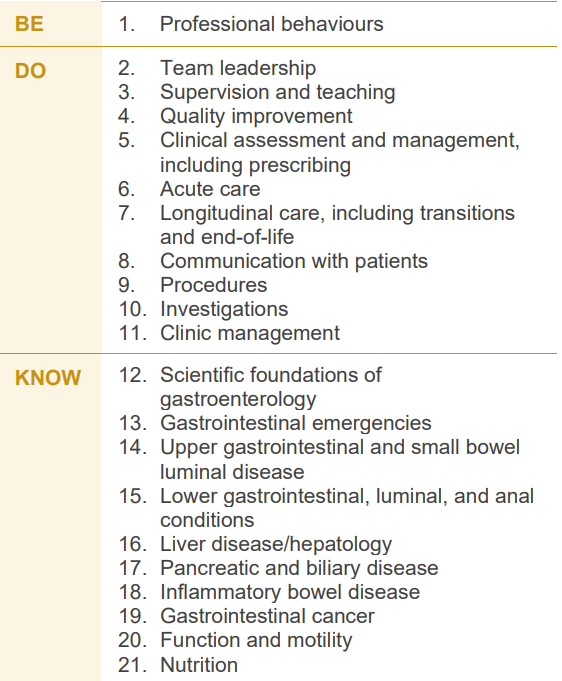 BE 1. Professional behaviours
DO 2. Team leadership
3. Supervision and teaching
4. Quality improvement
5. Clinical assessment and management,
including prescribing
6. Acute care
7. Longitudinal care, including transitions
and end-of-life
8. Communication with patients
9. Procedures
10. Investigations
11. Clinic management
KNOW 12. Scientific foundations of
gastroenterology
13. Gastrointestinal emergencies
14. Upper gastrointestinal and small bowel
luminal disease
15. Lower gastrointestinal, luminal, and anal
conditions
16. Liver disease/hepatology
17. Pancreatic and biliary disease
18. Inflammatory bowel disease
19. Gastrointestinal cancer
20. Function and motility
21. Nutrition